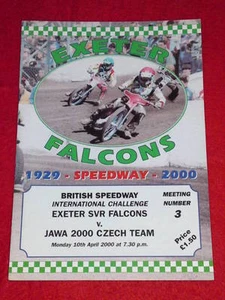 EXETER
FALCONS
1929 - SPEEDWAY - 2000
BRITISH SPEEDWAY
INTERNATIONAL CHALLENGE
EXETER SVR FALCONS
v.
JAWA 2000 CZECH TEAM
Monday 10th April 2000 at 7.30 p.m.
MEETING
NUMBER
3
Price
£1.50